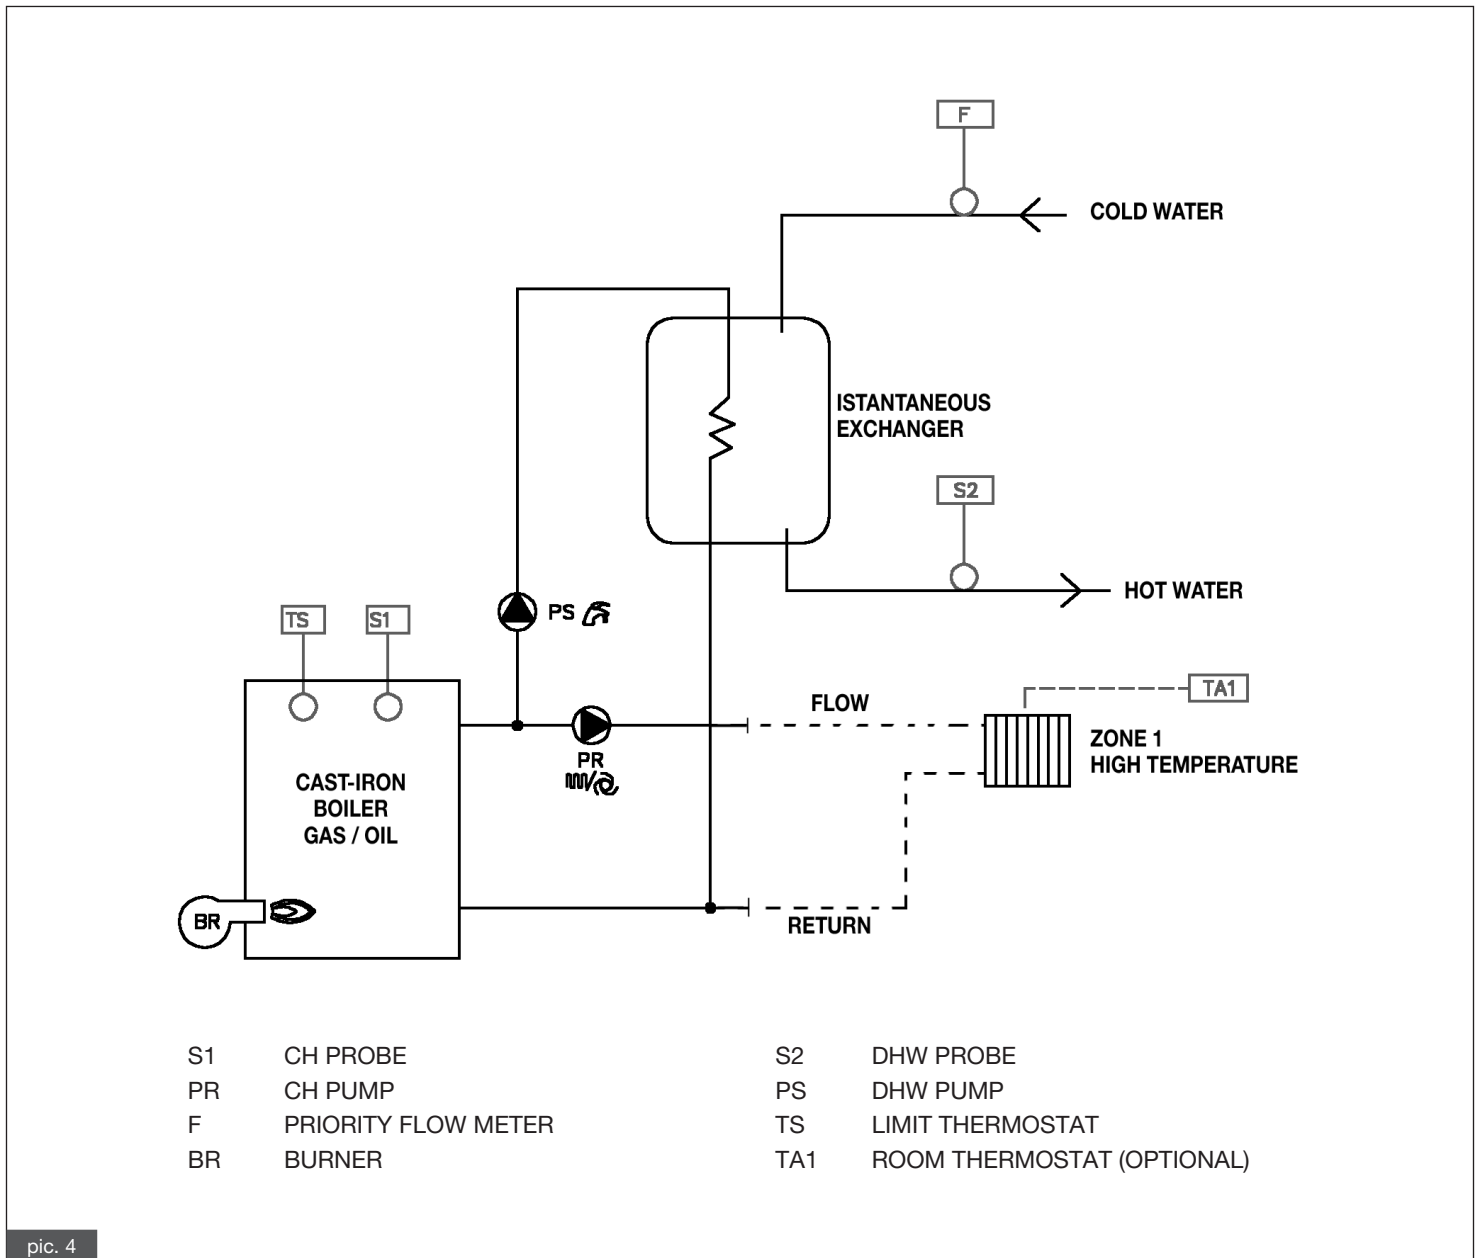 F
COLD WATER
ISTANTANEOUS
EXCHANGER
S2
HOT WATER
PS
TS
S1
TA1
FLOW
ZONE 1
HIGH TEMPERATURE
PR
CAST-IRON
BOILER
GAS / OIL
BR
RETURN
S1 CH PROBE
PR CH PUMP
F PRIORITY FLOW METER
BR BURNER
S2 DHW PROBE
PS DHW PUMP
TS LIMIT THERMOSTAT
TA1 ROOM THERMOSTAT (OPTIONAL)
pic. 4